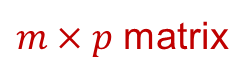 m × p matrix